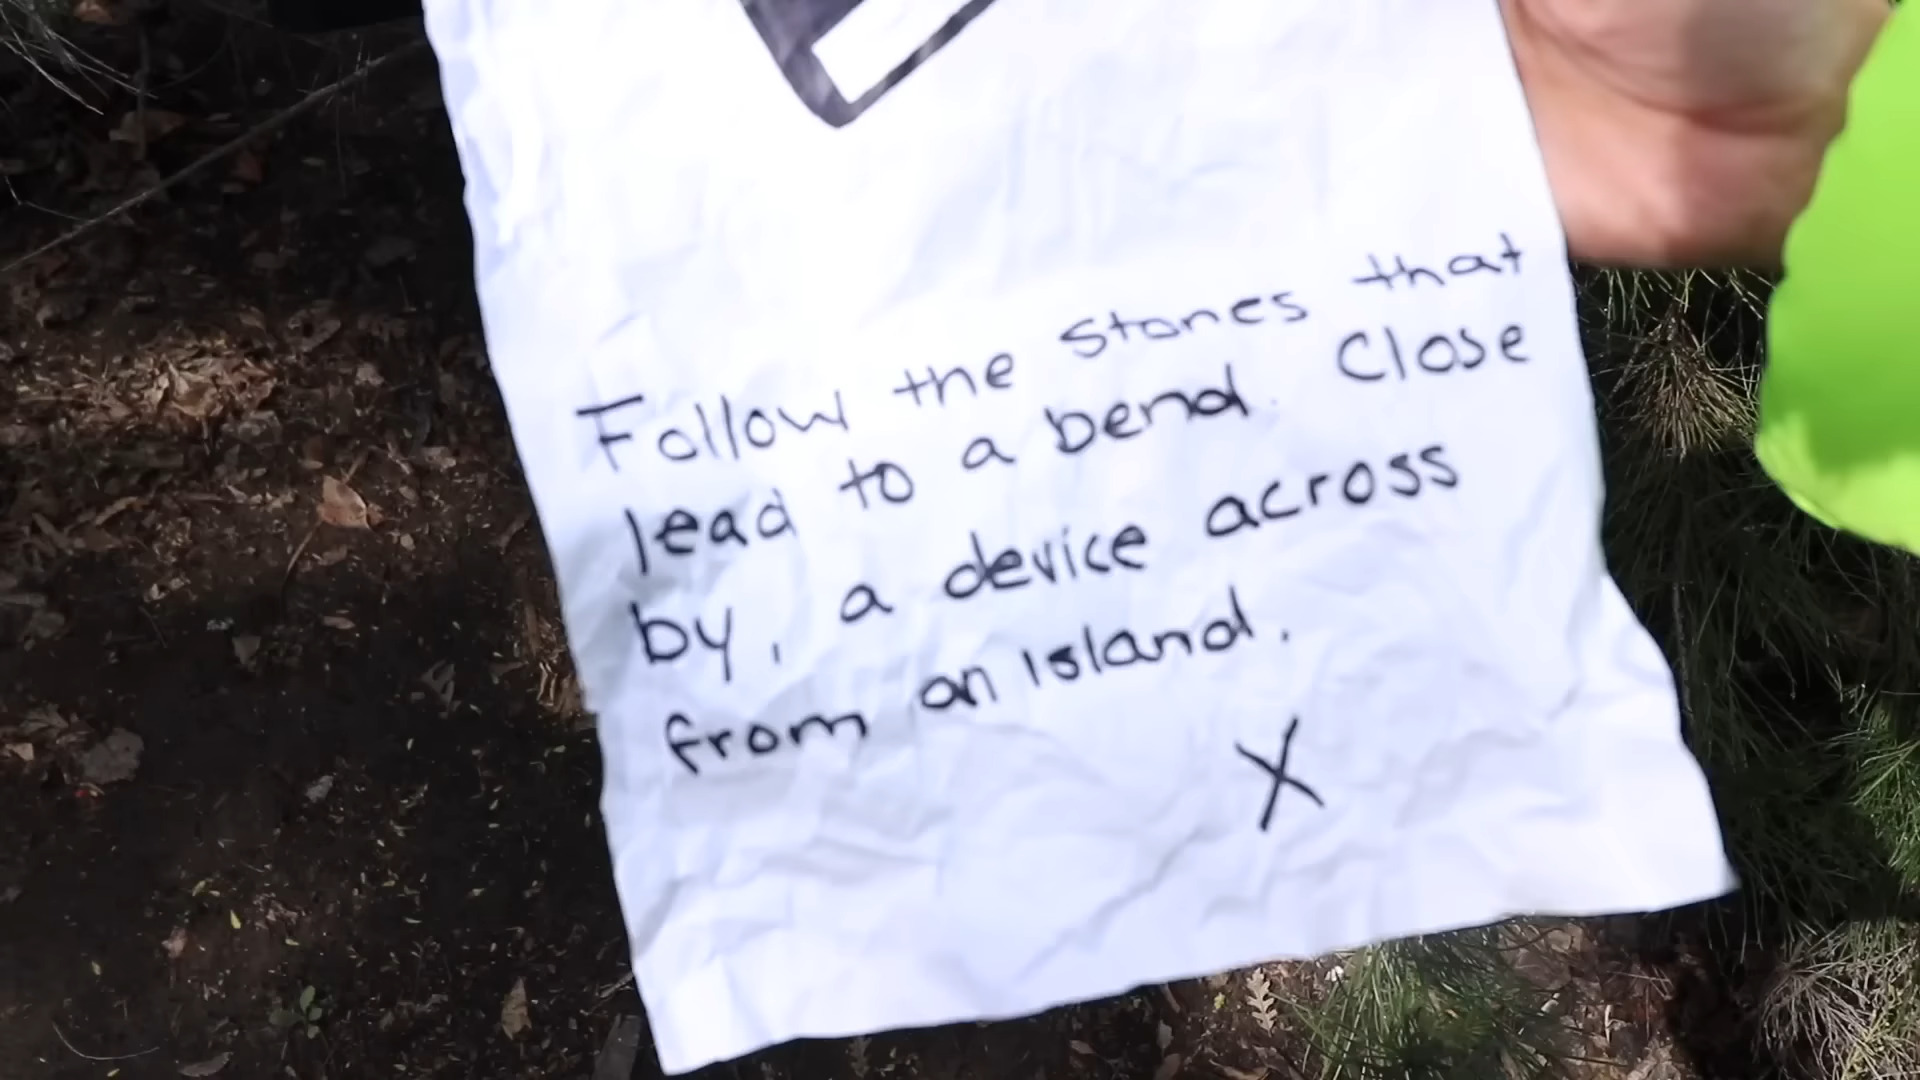 Follow the stones that
lead to a bend. Close
by, a device across
from an island.
X